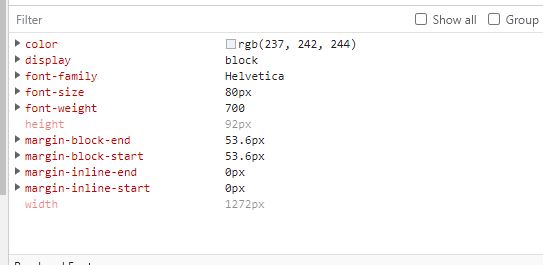 Filter Show all Group
color rgb(237, 242, 244)
display block
font-family Helvetica
font-size 80px
font-weight 700
height 92px
margin-block-end 53.6px
margin-block-start 53.6px
margin-inline-end 0px
margin-inline-start 0px
width 1272px